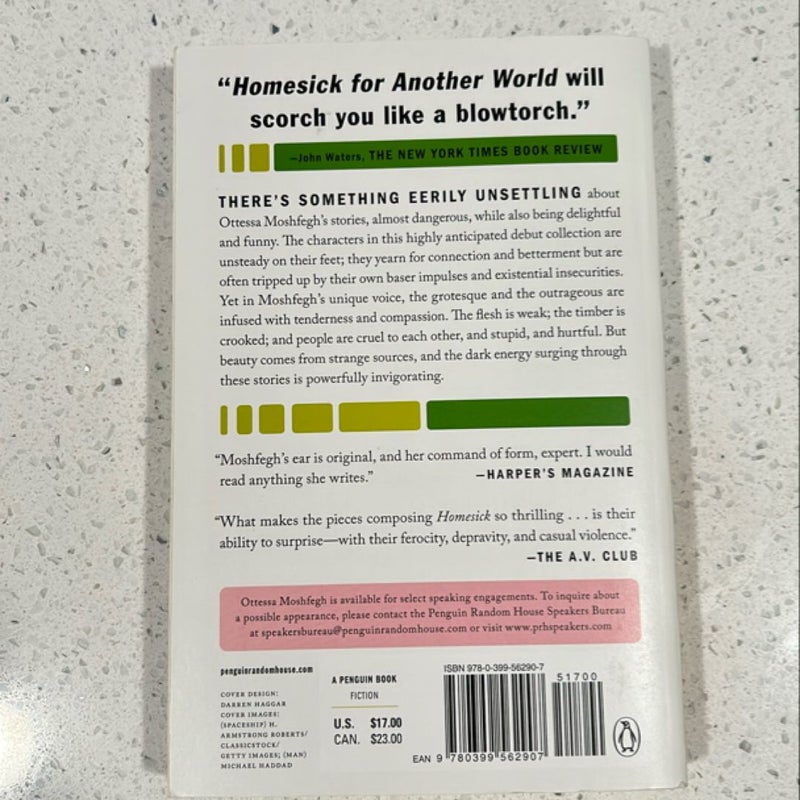 “Homesick for Another World will
scorch you like a blowtorch.”
—John Waters, THE NEW YORK TIMES BOOK REVIEW
THERE'S SOMETHING EERILY UNSETTLING about
Ottessa Moshfegh's stories, almost dangerous, while also being delightful
and funny. The characters in this highly anticipated debut collection are
unsteady on their feet; they yearn for connection and betterment but are
often tripped up by their own baser impulses and existential insecurities.
Yet in Moshfegh's unique voice, the grotesque and the outrageous are
infused with tenderness and compassion. The flesh is weak; the timber is
crooked; and people are cruel to each other, and stupid, and hurtful. But
beauty comes from strange sources, and the dark energy surging through
these stories is powerfully invigorating.
“Moshfegh's ear is original, and her command of form, expert. I would
read anything she writes.” —HARPER'S MAGAZINE
“What makes the pieces composing Homesick so thrilling . . . is their
ability to surprise—with their ferocity, depravity, and casual violence.”
—THE A.V. CLUB
Ottessa Moshfegh is available for select speaking engagements. To inquire about
a possible appearance, please contact the Penguin Random House Speakers Bureau
at speakersbureau@penguinrandomhouse.com or visit www.prhspeakers.com
penguinrandomhouse.com
COVER DESIGN:
DARREN HAGGAR
COVER IMAGES:
(SPACESHIP) H.
ARMSTRONG ROBERTS/
CLASSICSTOCK/
GETTY IMAGES; (MAN)
MICHAEL HADDAD
A PENGUIN BOOK
FICTION
U.S. $17.00
CAN. $23.00
ISBN 978-0-399-56290-7
51700
EAN 9 780399 562907